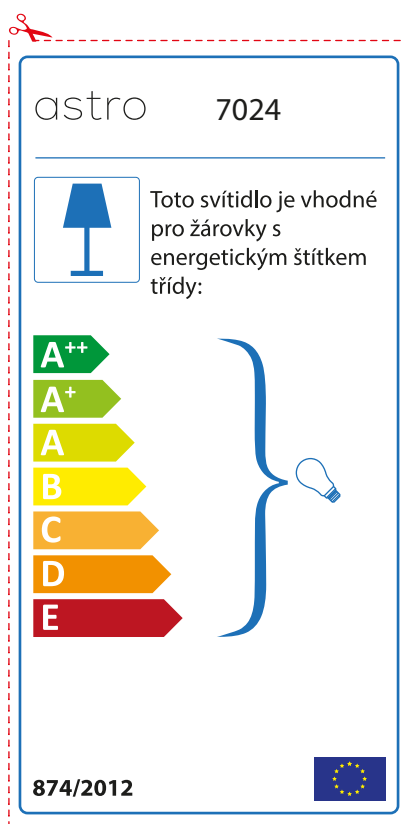 astro 7024
Toto svítidlo je vhodné
pro žárovky s
energetickým štítkem
třídy:
A++
A+
A
B
C
D
E
874/2012